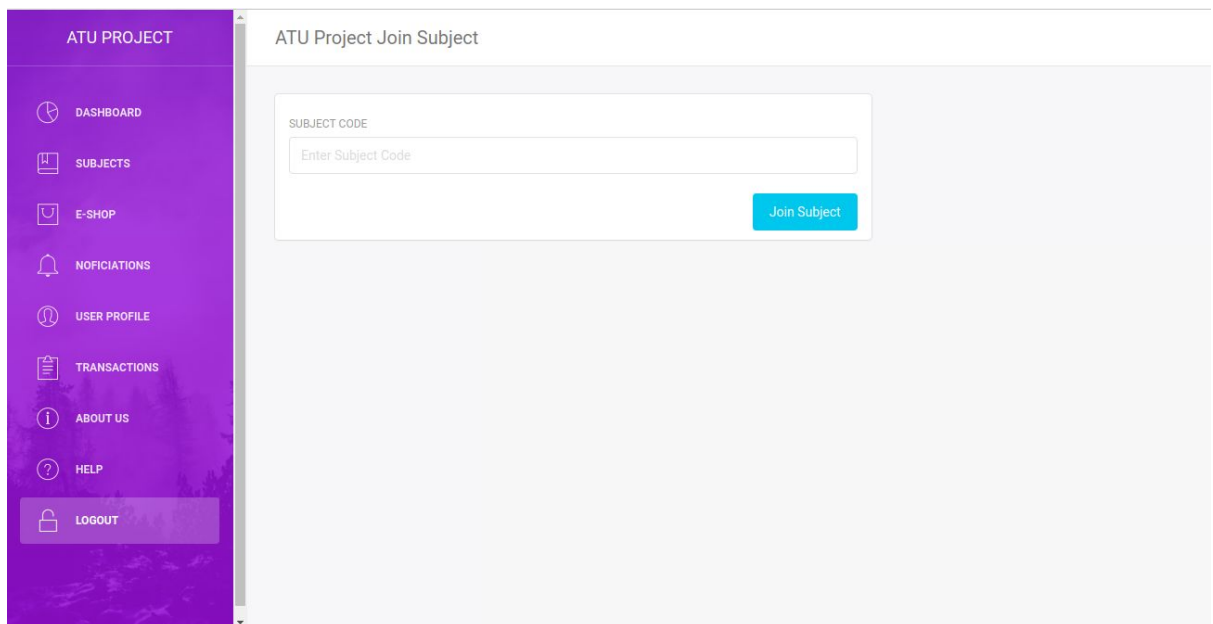 ATU PROJECT
DASHBOARD
SUBJECTS
E-SHOP
NOFICIATIONS
USER PROFILE
TRANSACTIONS
ABOUT US
HELP
LOGOUT
ATU Project Join Subject
SUBJECT CODE
Enter Subject Code
Join Subject